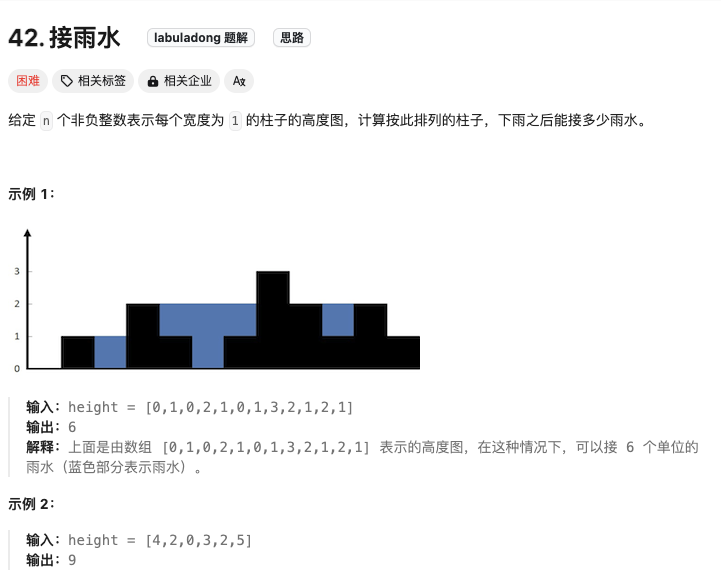 42. 接雨水 labuladong 题解 思路
困难 相关标签 相关企业 Ax
给定 n 个非负整数表示每个宽度为 1 的柱子的高度图，计算按此排列的柱子，下雨之后能接多少雨水。
示例 1：
3
2
1
0
输入：height = [0,1,0,2,1,0,1,3,2,1,2,1]
输出：6
解释：上面是由数组 [0,1,0,2,1,0,1,3,2,1,2,1] 表示的高度图，在这种情况下，可以接 6 个单位的
雨水（蓝色部分表示雨水）。
示例 2：
输入：height = [4,2,0,3,2,5]
输出：9